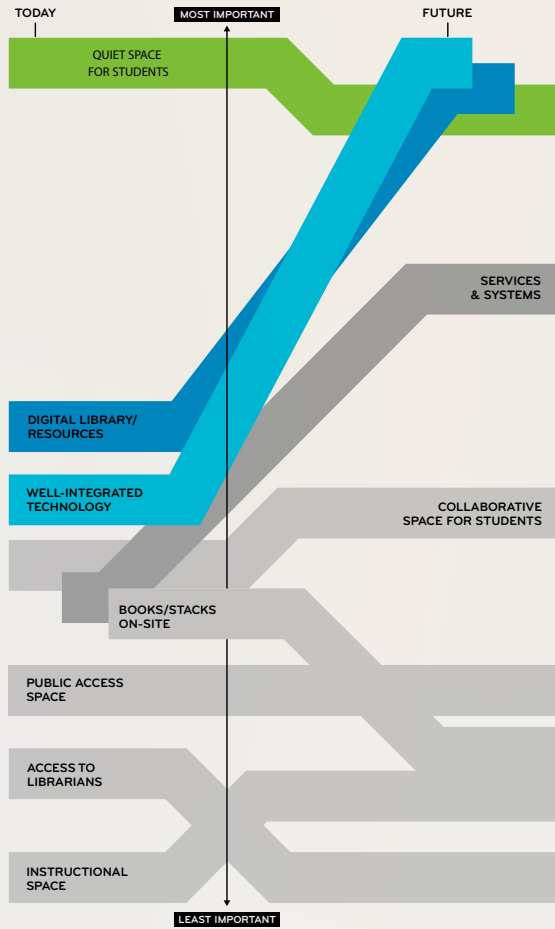 TODAY
MOST IMPORTANT
FUTURE
QUIET SPACE
FOR STUDENTS
SERVICES
& SYSTEMS
DIGITAL LIBRARY/
RESOURCES
WELL-INTEGRATED
TECHNOLOGY
COLLABORATIVE
SPACE FOR STUDENTS
BOOKS/STACKS
ON-SITE
PUBLIC ACCESS
SPACE
ACCESS TO
LIBRARIANS
INSTRUCTIONAL
SPACE
LEAST IMPORTANT